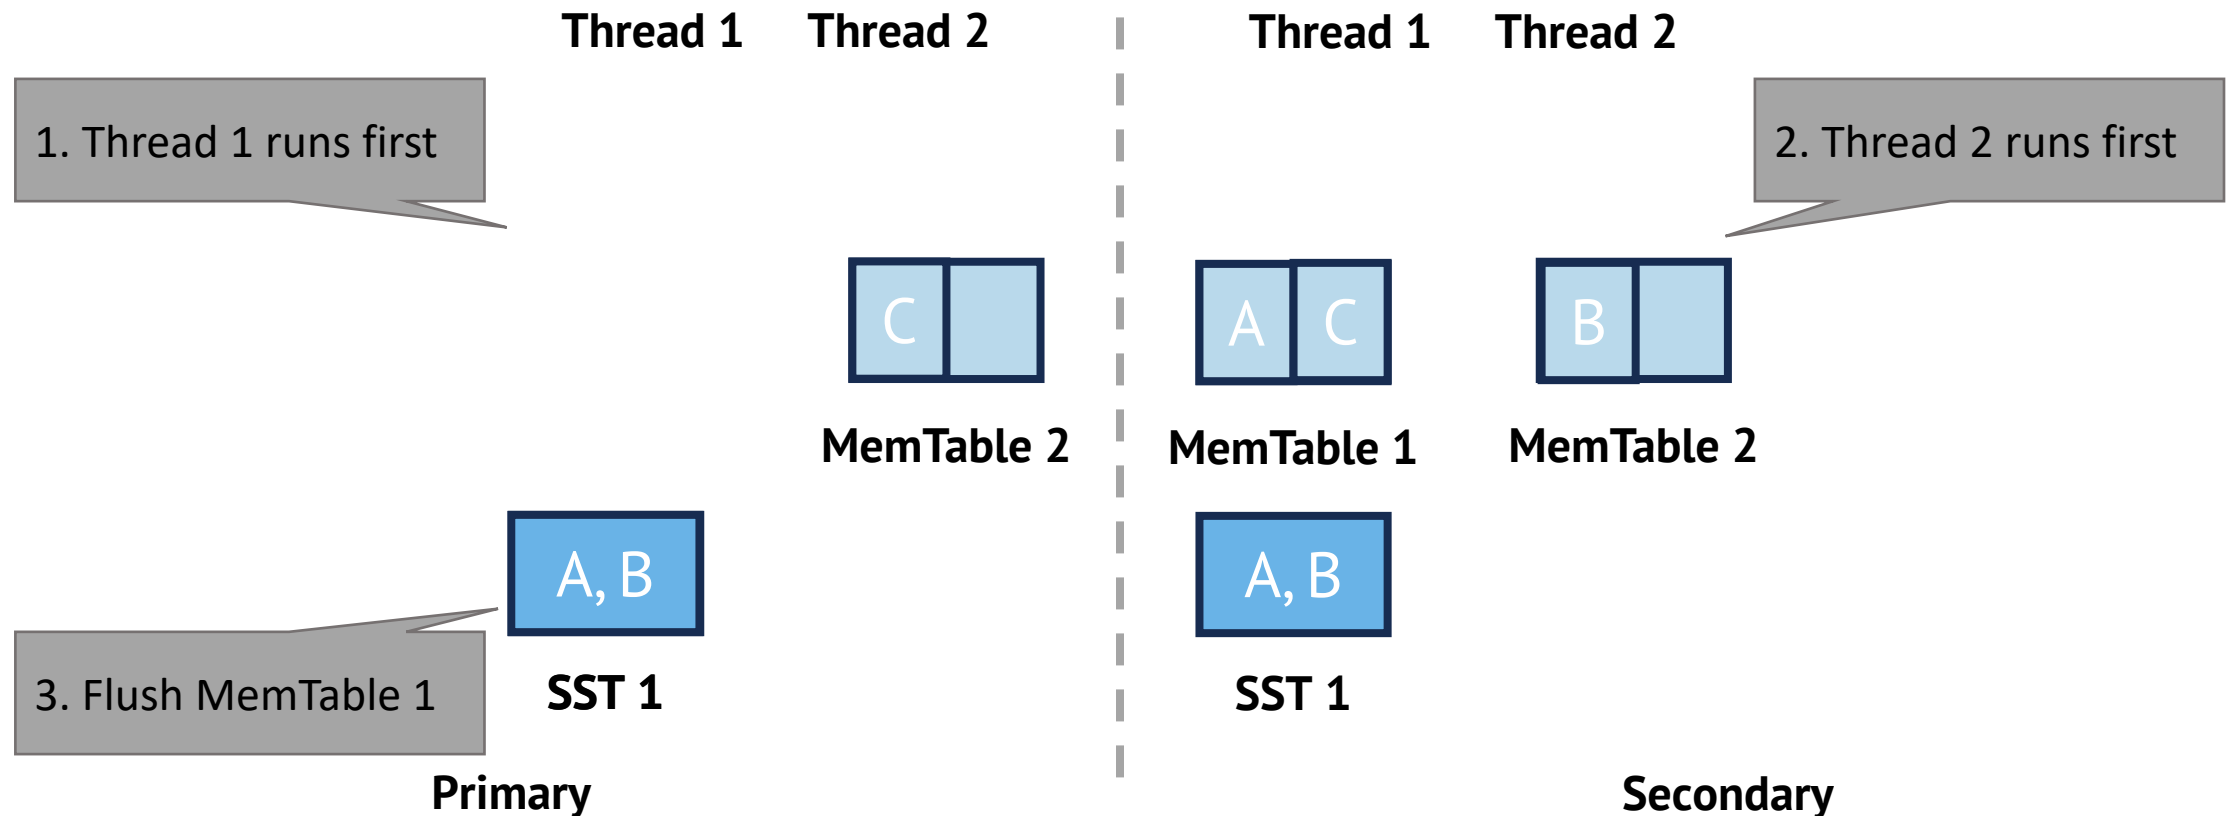 Thread 1 Thread 2
Thread 1 Thread 2
1. Thread 1 runs first
2. Thread 2 runs first
C
A C
B
MemTable 2
MemTable 1
MemTable 2
A, B
A, B
3. Flush MemTable 1
SST 1
SST 1
Primary
Secondary